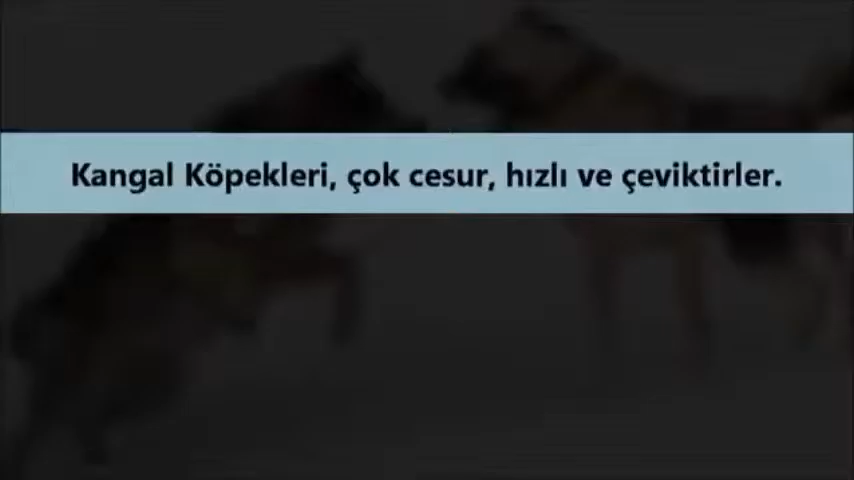 Kangal Köpekleri, çok cesur, hızlı ve çeviktirler.